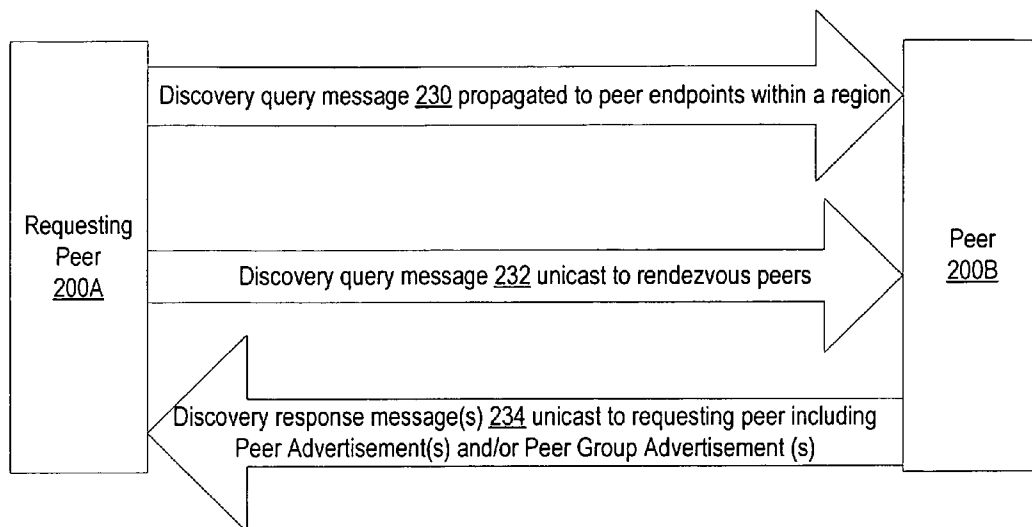 Discovery query message 230 propagated to peer endpoints within a region
Requesting
Peer
200A
Peer
200B
Discovery query message 232 unicast to rendezvous peers
Discovery response message(s) 234 unicast to requesting peer including
Peer Advertisement(s) and/or Peer Group Advertisement (s)